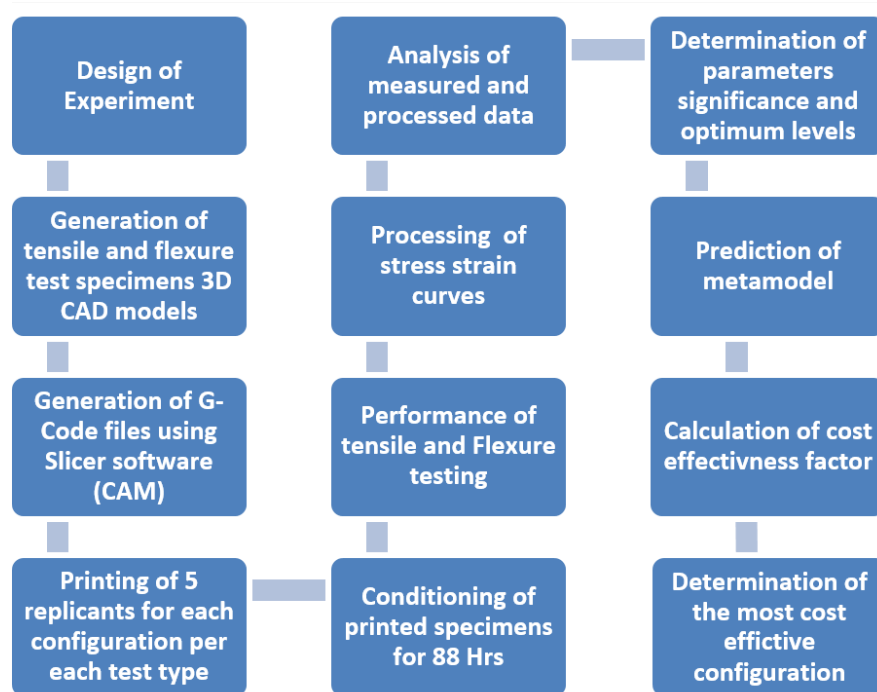 Design of
Experiment
Generation of
tensile and flexure
test specimens 3D
CAD models
Generation of G-
Code files using
Slicer software
(CAM)
Printing of 5
replicants for each
configuration per
each test type
Conditioning of
printed specimens
for 88 Hrs
Performance of
tensile and Flexure
testing
Processing of
stress strain
curves
Analysis of
measured and
processed data
Determination of
parameters
significance and
optimum levels
Prediction of
metamodel
Calculation of cost
effectivness factor
Determination of
the most cost
effictive
configuration